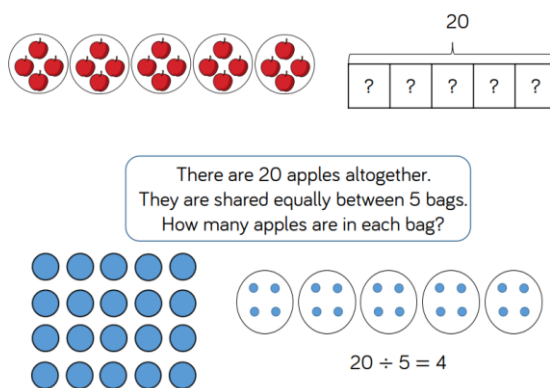 20
? ? ? ? ?
There are 20 apples altogether.
They are shared equally between 5 bags.
How many apples are in each bag?
20 ÷ 5 = 4